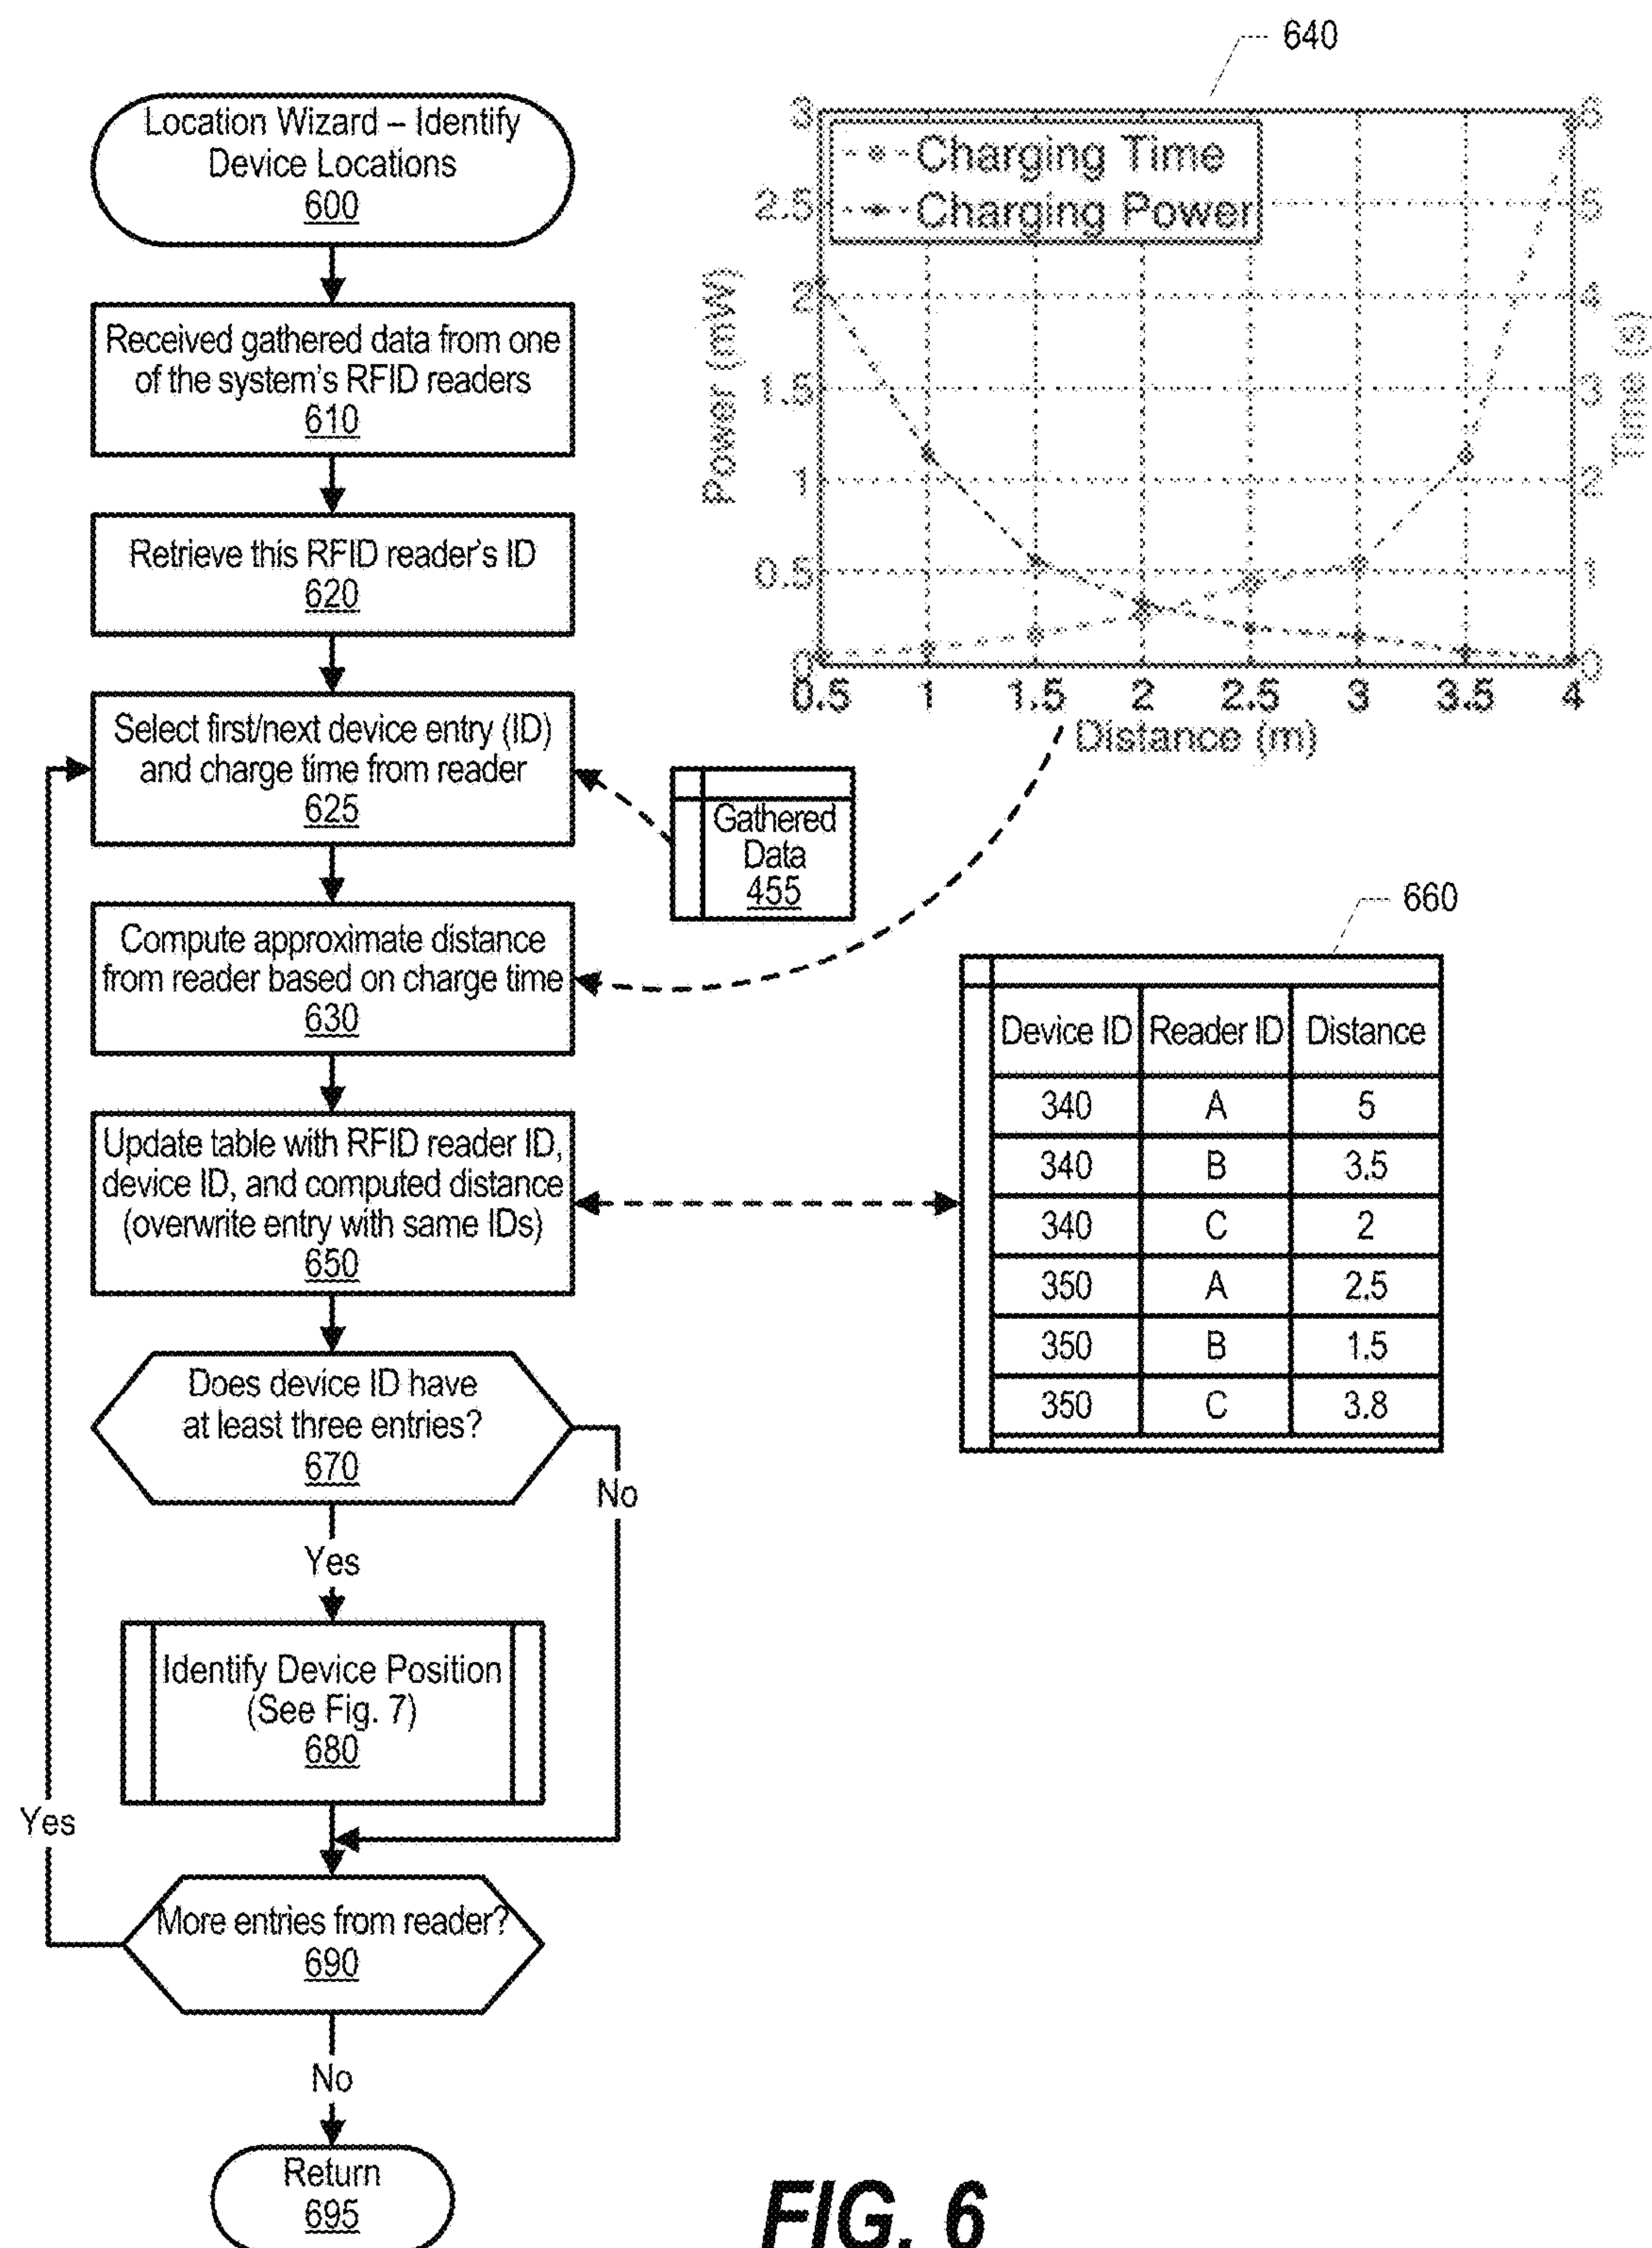 Location Wizard – Identify
Device Locations
600
Received gathered data from one
of the system's RFID readers
610
Retrieve this RFID reader's ID
620
Select first/next device entry (ID)
and charge time from reader
625
Compute approximate distance
from reader based on charge time
630
Update table with RFID reader ID,
device ID, and computed distance
(overwrite entry with same IDs)
650
Does device ID have
at least three entries?
670
No
Yes
Identify Device Position
(See Fig. 7)
680
Yes
More entries from reader?
690
No
Return
695
640
Charging Time
Charging Power
Power (mW)
3
2.5
2
1.5
1
0.5
0
Time (s)
6
5
4
3
2
1
0
0.5 1 1.5 2 2.5 3 3.5 4
Distance (m)
Gathered
Data
455
660
Device ID Reader ID Distance
340 A 5
340 B 3.5
340 C 2
350 A 2.5
350 B 1.5
350 C 3.8
FIG. 6